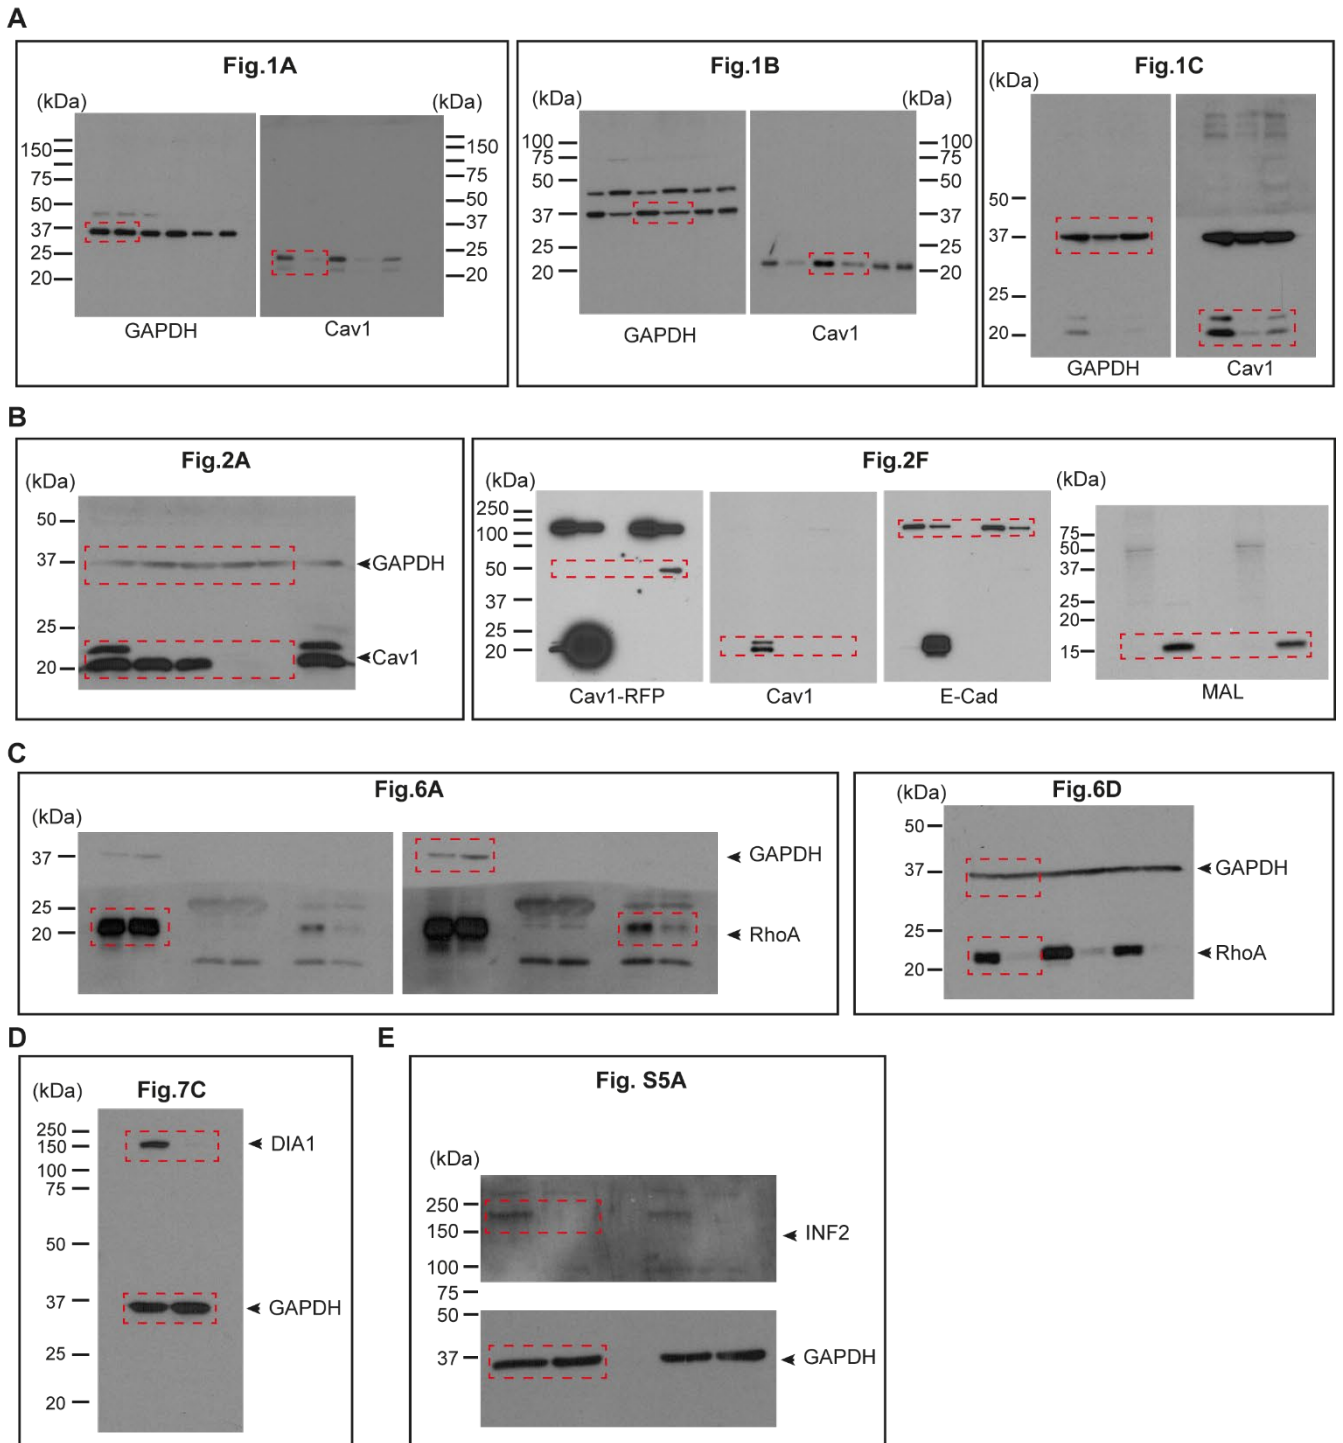 A
Fig.1A
(kDa)
(kDa)
150
75
50
37
25
20
150
75
50
37
25
20
GAPDH
Cav1
Fig.1B
(kDa)
(kDa)
100
75
50
37
25
20
100
75
50
37
25
20
GAPDH
Cav1
Fig.1C
(kDa)
50
37
25
20
GAPDH
Cav1
B
Fig.2A
(kDa)
50
37
25
20
GAPDH
Cav1
Fig.2F
(kDa)
250
100
50
37
25
20
Cav1-RFP
Cav1
E-Cad
(kDa)
75
50
37
25
20
15
MAL
C
Fig.6A
(kDa)
37
25
20
GAPDH
RhoA
Fig.6D
(kDa)
50
37
25
20
GAPDH
RhoA
D
Fig.7C
(kDa)
250
150
100
75
50
37
25
20
DIA1
GAPDH
E
Fig. S5A
(kDa)
250
150
100
75
50
37
INF2
GAPDH